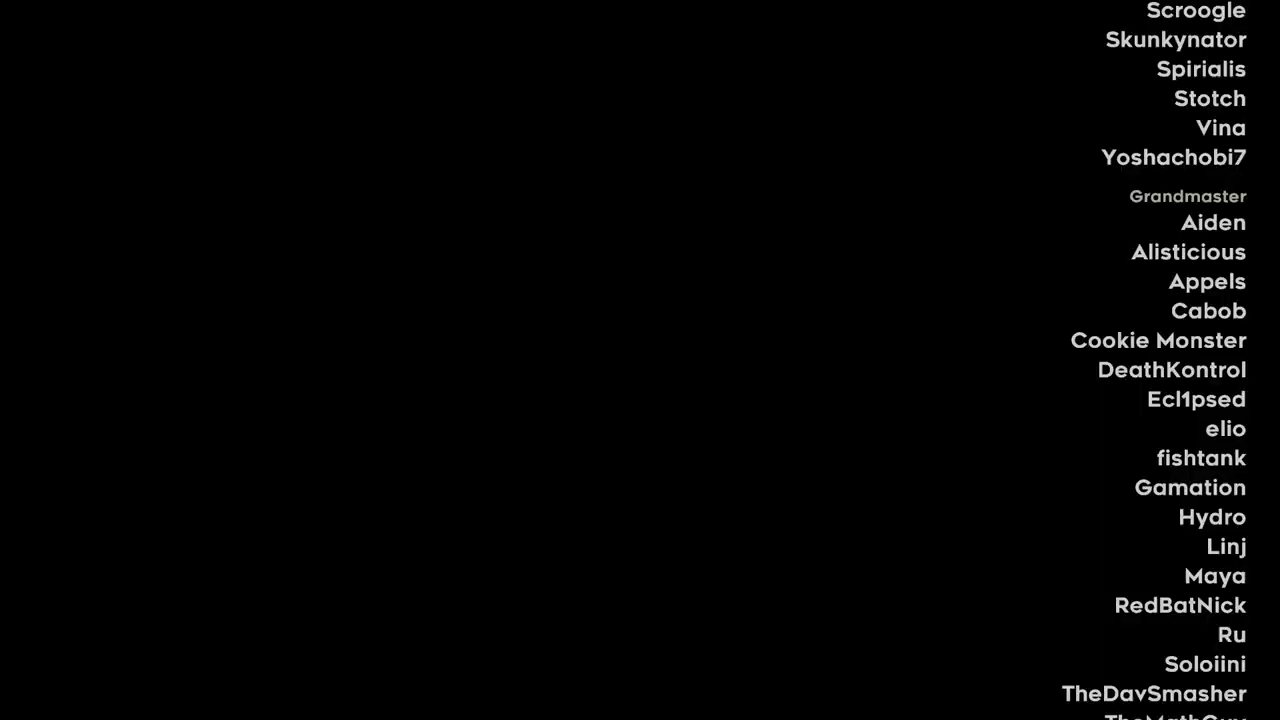 Scroogle
Skunkynator
Spirialis
Stotch
Vina
Yoshachobi7
Grandmaster
Aiden
Alisticious
Appels
Cabob
Cookie Monster
DeathKontrol
Ecl1psed
elio
fishtank
Gamation
Hydro
Linj
Maya
RedBatNick
Ru
Soloiini
TheDavSmasher
TheMathGuy